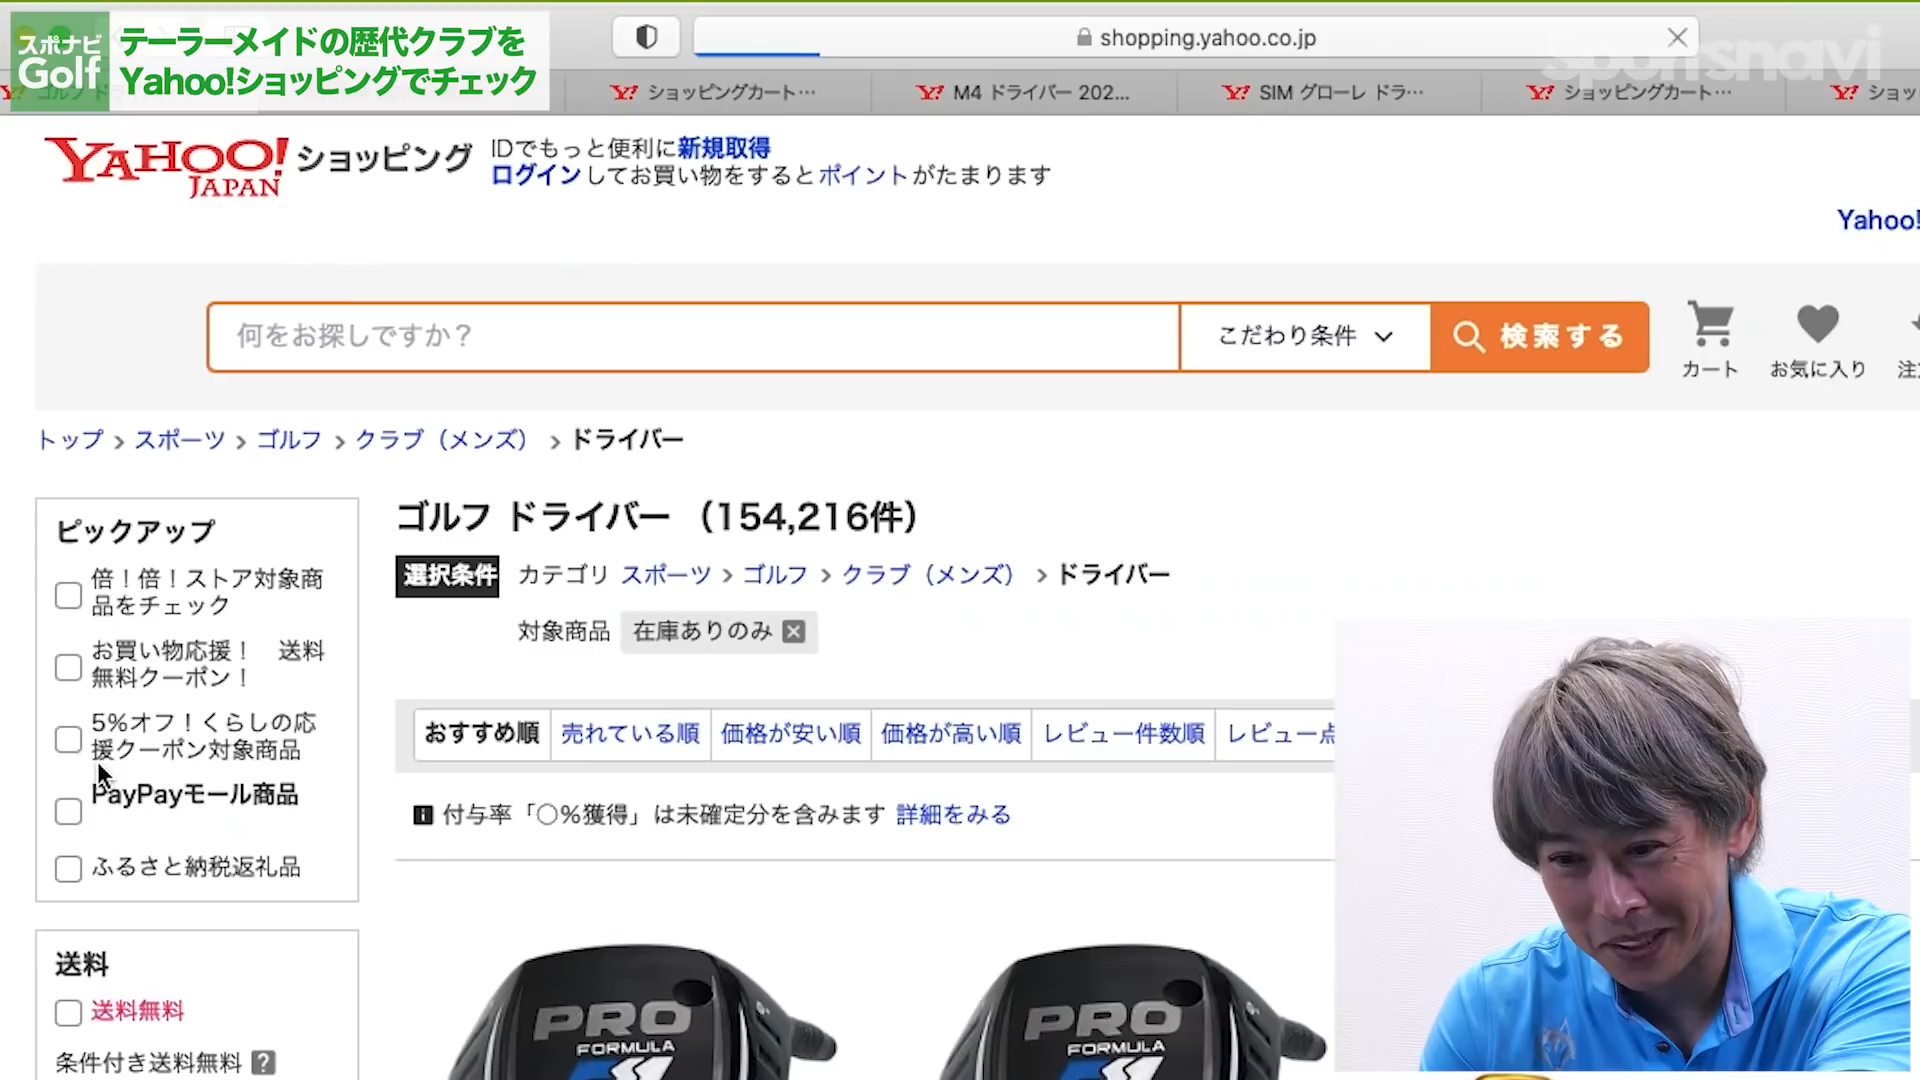 スポナビ
Golf
テーラーメイドの歴代クラブを
Yahoo!ショッピングでチェック
shopping.yahoo.co.jp
sportsnavi
ショッピングカート…
M4 ドライバー 202...
SIM グローレ ドラ…
ショッピングカート…
ショッ
YAHOO! JAPAN ショッピング
IDでもっと便利に新規取得
ログインしてお買い物をするとポイントがたまります
Yahoo!
何をお探しですか？
こだわり条件
検索する
カート
お気に入り
トップ > スポーツ > ゴルフ > クラブ（メンズ） > ドライバー
ピックアップ
倍！倍！ストア対象商
品をチェック
お買い物応援！　送料
無料クーポン！
5%オフ！くらしの応
援クーポン対象商品
PayPayモール商品
ふるさと納税返礼品
送料
送料無料
条件付き送料無料 ?
ゴルフ ドライバー （154,216件）
選択条件 カテゴリ スポーツ > ゴルフ > クラブ（メンズ） > ドライバー
対象商品 在庫ありのみ
おすすめ順 売れている順 価格が安い順 価格が高い順 レビュー件数順 レビュー点
付与率「○%獲得」は未確定分を含みます 詳細をみる
PRO
FORMULA
PRO
FORMULA